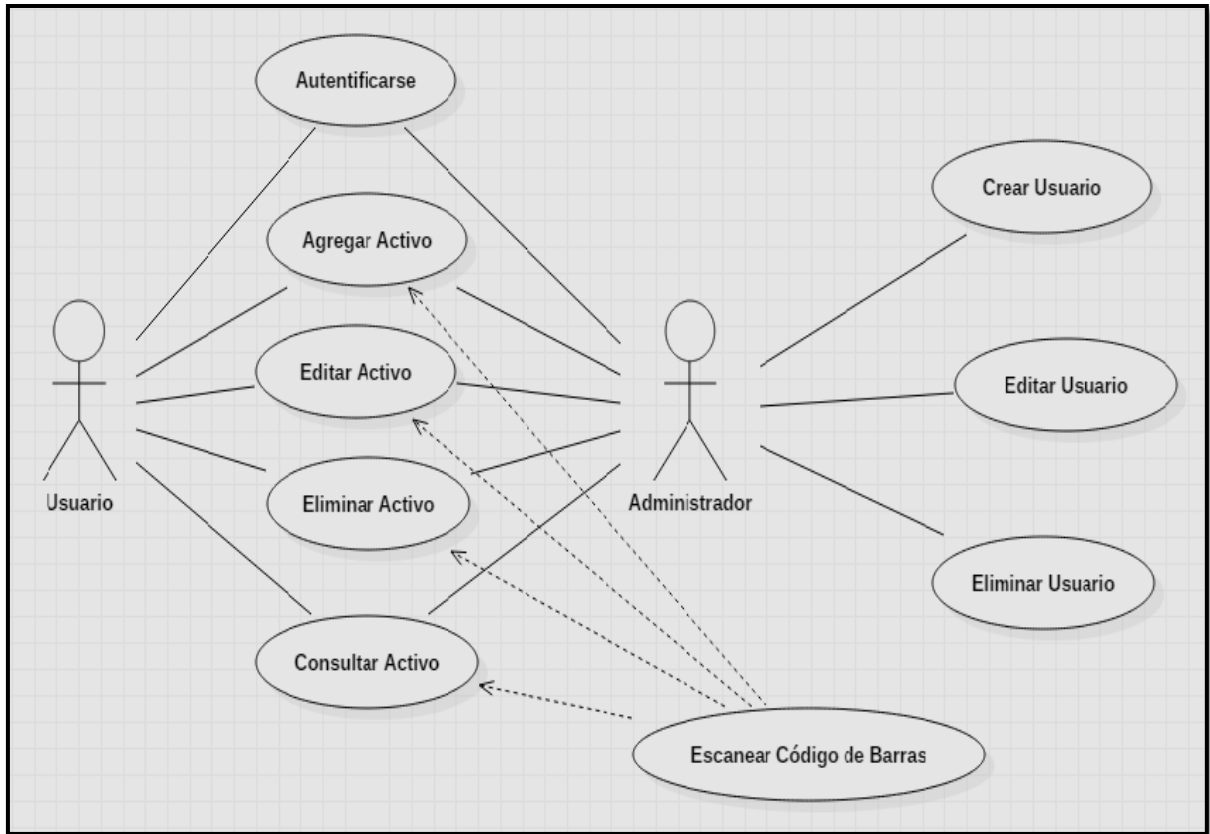 Autentificarse
Agregar Activo
Crear Usuario
Editar Activo
Editar Usuario
Eliminar Activo
Usuario
Administrador
Eliminar Usuario
Consultar Activo
Escanear Código de Barras